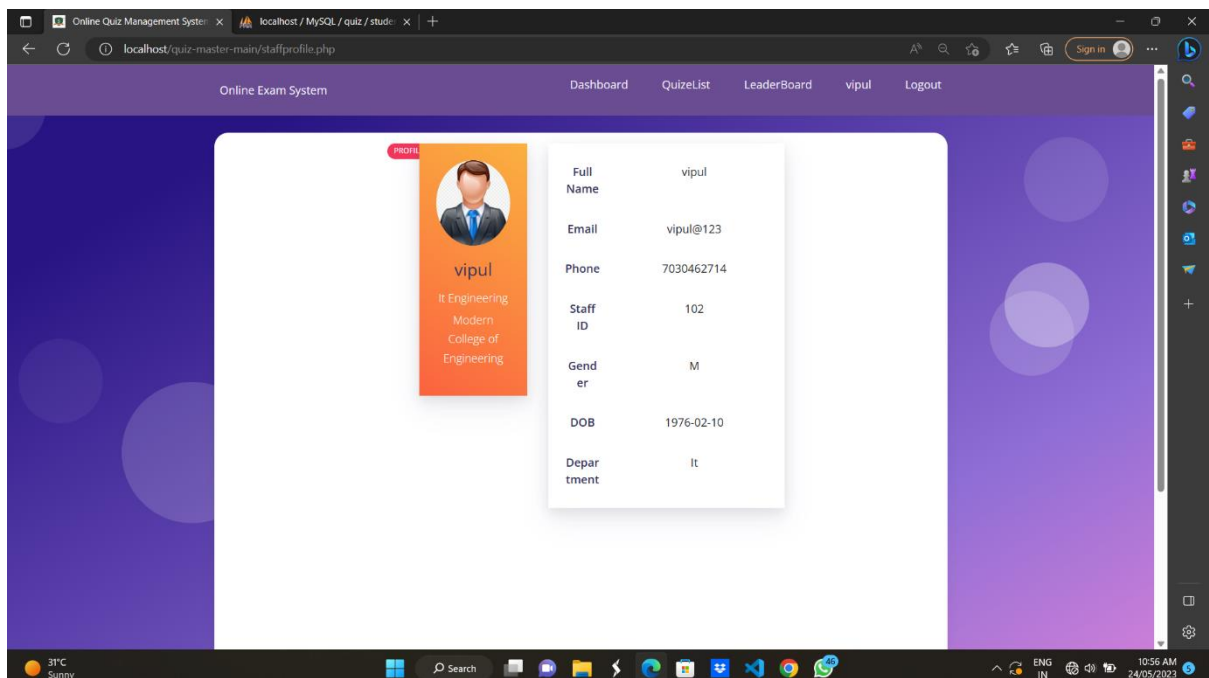 Online Quiz Management System
localhost / MySQL / quiz / stude
localhost/quiz-master-main/staffprofile.php
Sign in
Online Exam System
Dashboard
QuizeList
LeaderBoard
vipul
Logout
PROFIL
vipul
It Engineering
Modern
College of
Engineering
Full
Name
vipul
Email
vipul@123
Phone
7030462714
Staff
ID
102
Gend
er
M
DOB
1976-02-10
Depar
tment
It
31°C
Sunny
Search
46
ENG
IN
10:56 AM
24/05/2023
5